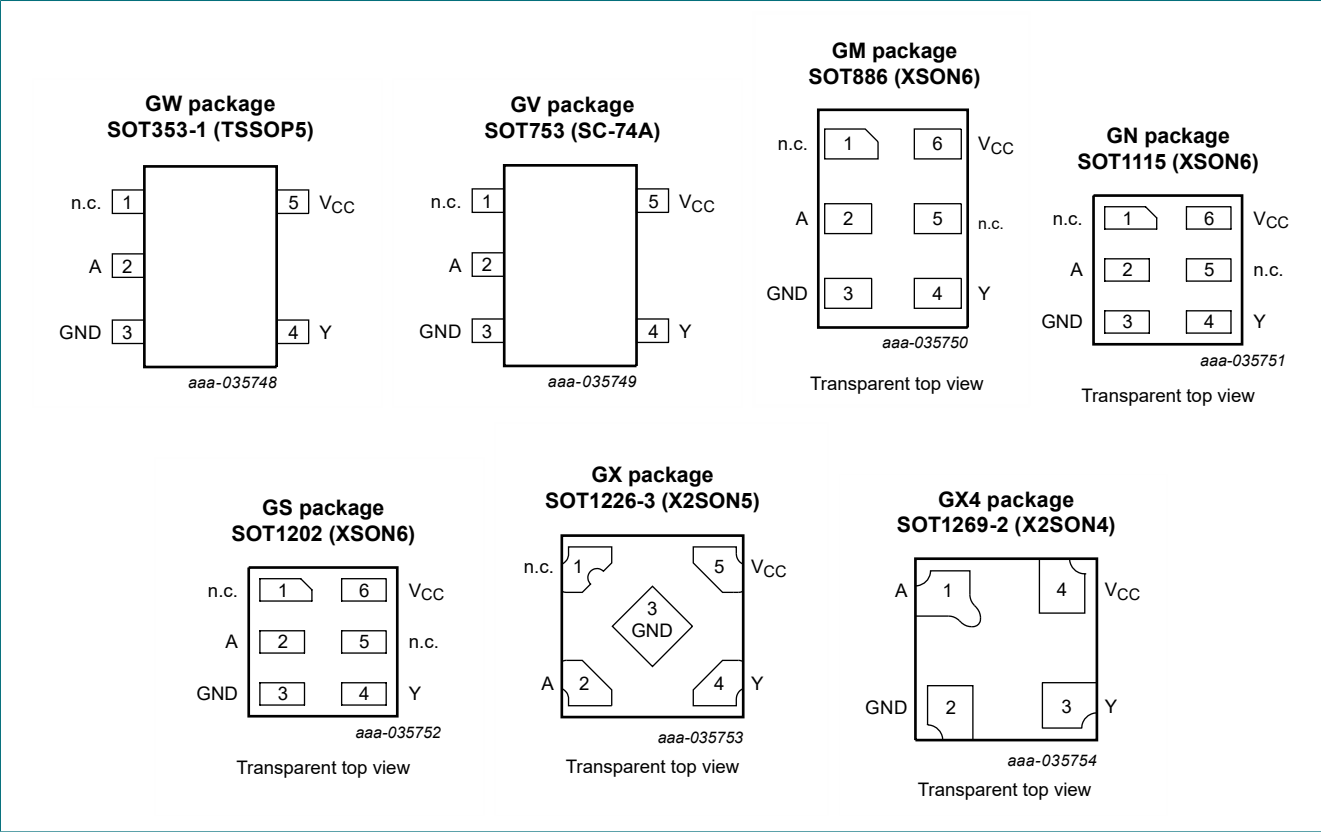 GW package
SOT353-1 (TSSOP5)
n.c. 1
5 VCC
A 2
GND 3
4 Y
aaa-035748
GV package
SOT753 (SC-74A)
n.c. 1
5 VCC
A 2
GND 3
4 Y
aaa-035749
GM package
SOT886 (XSON6)
n.c. 1
6 VCC
A 2
5 n.c.
GND 3
4 Y
aaa-035750
Transparent top view
GN package
SOT1115 (XSON6)
n.c. 1
6 VCC
A 2
5 n.c.
GND 3
4 Y
aaa-035751
Transparent top view
GS package
SOT1202 (XSON6)
n.c. 1
6 VCC
A 2
5 n.c.
GND 3
4 Y
aaa-035752
Transparent top view
GX package
SOT1226-3 (X2SON5)
n.c. 1
5 VCC
3
GND
A 2
4 Y
aaa-035753
Transparent top view
GX4 package
SOT1269-2 (X2SON4)
A 1
4 VCC
GND 2
3 Y
aaa-035754
Transparent top view